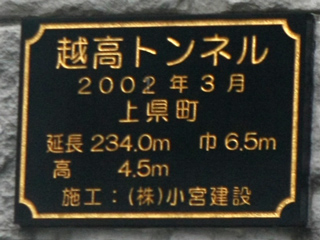 越高トンネル
2002年3月
上県町
延長 234.0m 巾 6.5m
高 4.5m
施工：(株)小宮建設